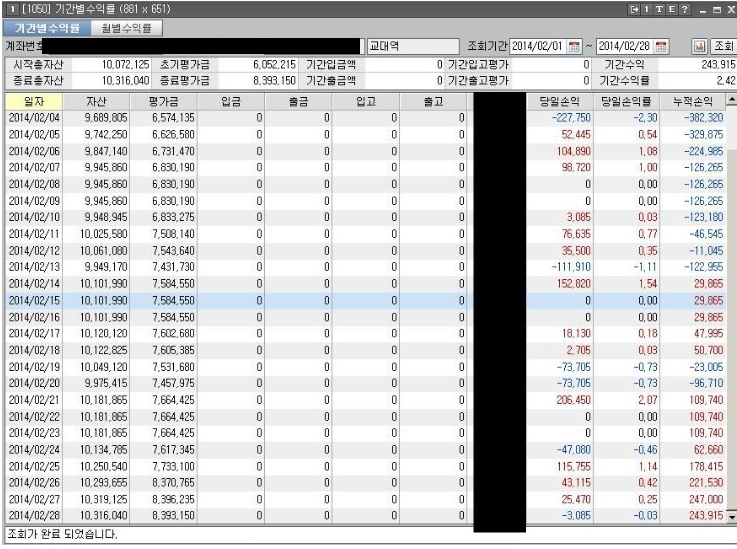 [1050] 기간별수익률 (881 x 651) 1 T E ?
기간별수익률 월별수익률
계좌번호 교대역 조회기간 2014/02/01 ~ 2014/02/28 조회
시작총자산 10,072,125 초기평가금 6,052,215 기간입금액 0 기간입고평가 0 기간수익 243,915
종료총자산 10,316,040 종료평가금 8,393,150 기간출금액 0 기간출고평가 0 기간수익률 2,42
일자 자산 평가금 입금 출금 입고 출고 당일손익 당일손익률 누적손익
2014/02/04 9,689,805 6,574,135 0 0 0 0 -227,750 -2,30 -382,320
2014/02/05 9,742,250 6,626,580 0 0 0 0 52,445 0,54 -329,875
2014/02/06 9,847,140 6,731,470 0 0 0 0 104,890 1,08 -224,985
2014/02/07 9,945,860 6,830,190 0 0 0 0 98,720 1,00 -126,265
2014/02/08 9,945,860 6,830,190 0 0 0 0 0 0,00 -126,265
2014/02/09 9,945,860 6,830,190 0 0 0 0 0 0,00 -126,265
2014/02/10 9,948,945 6,833,275 0 0 0 0 3,085 0,03 -123,180
2014/02/11 10,025,580 7,508,140 0 0 0 0 76,635 0,77 -46,545
2014/02/12 10,061,080 7,543,640 0 0 0 0 35,500 0,35 -11,045
2014/02/13 9,949,170 7,431,730 0 0 0 0 -111,910 -1,11 -122,955
2014/02/14 10,101,990 7,584,550 0 0 0 0 152,820 1,54 29,865
2014/02/15 10,101,990 7,584,550 0 0 0 0 0 0,00 29,865
2014/02/16 10,101,990 7,584,550 0 0 0 0 0 0,00 29,865
2014/02/17 10,120,120 7,602,680 0 0 0 0 18,130 0,18 47,995
2014/02/18 10,122,825 7,605,385 0 0 0 0 2,705 0,03 50,700
2014/02/19 10,049,120 7,531,680 0 0 0 0 -73,705 -0,73 -23,005
2014/02/20 9,975,415 7,457,975 0 0 0 0 -73,705 -0,73 -96,710
2014/02/21 10,181,865 7,664,425 0 0 0 0 206,450 2,07 109,740
2014/02/22 10,181,865 7,664,425 0 0 0 0 0 0,00 109,740
2014/02/23 10,181,865 7,664,425 0 0 0 0 0 0,00 109,740
2014/02/24 10,134,785 7,617,345 0 0 0 0 -47,080 -0,46 62,660
2014/02/25 10,250,540 7,733,100 0 0 0 0 115,755 1,14 178,415
2014/02/26 10,293,655 8,370,765 0 0 0 0 43,115 0,42 221,530
2014/02/27 10,319,125 8,396,235 0 0 0 0 25,470 0,25 247,000
2014/02/28 10,316,040 8,393,150 0 0 0 0 -3,085 -0,03 243,915
조회가 완료 되었습니다.